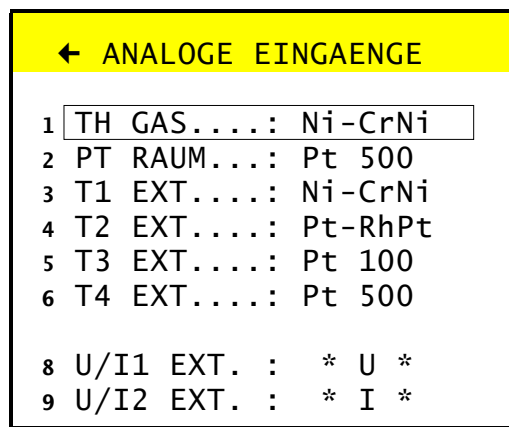 ← ANALOGE EINGAENGE
1 TH GAS....: Ni-CrNi
2 PT RAUM...: Pt 500
3 T1 EXT....: Ni-CrNi
4 T2 EXT....: Pt-RhPt
5 T3 EXT....: Pt 100
6 T4 EXT....: Pt 500
8 U/I1 EXT. : * U *
9 U/I2 EXT. : * I *